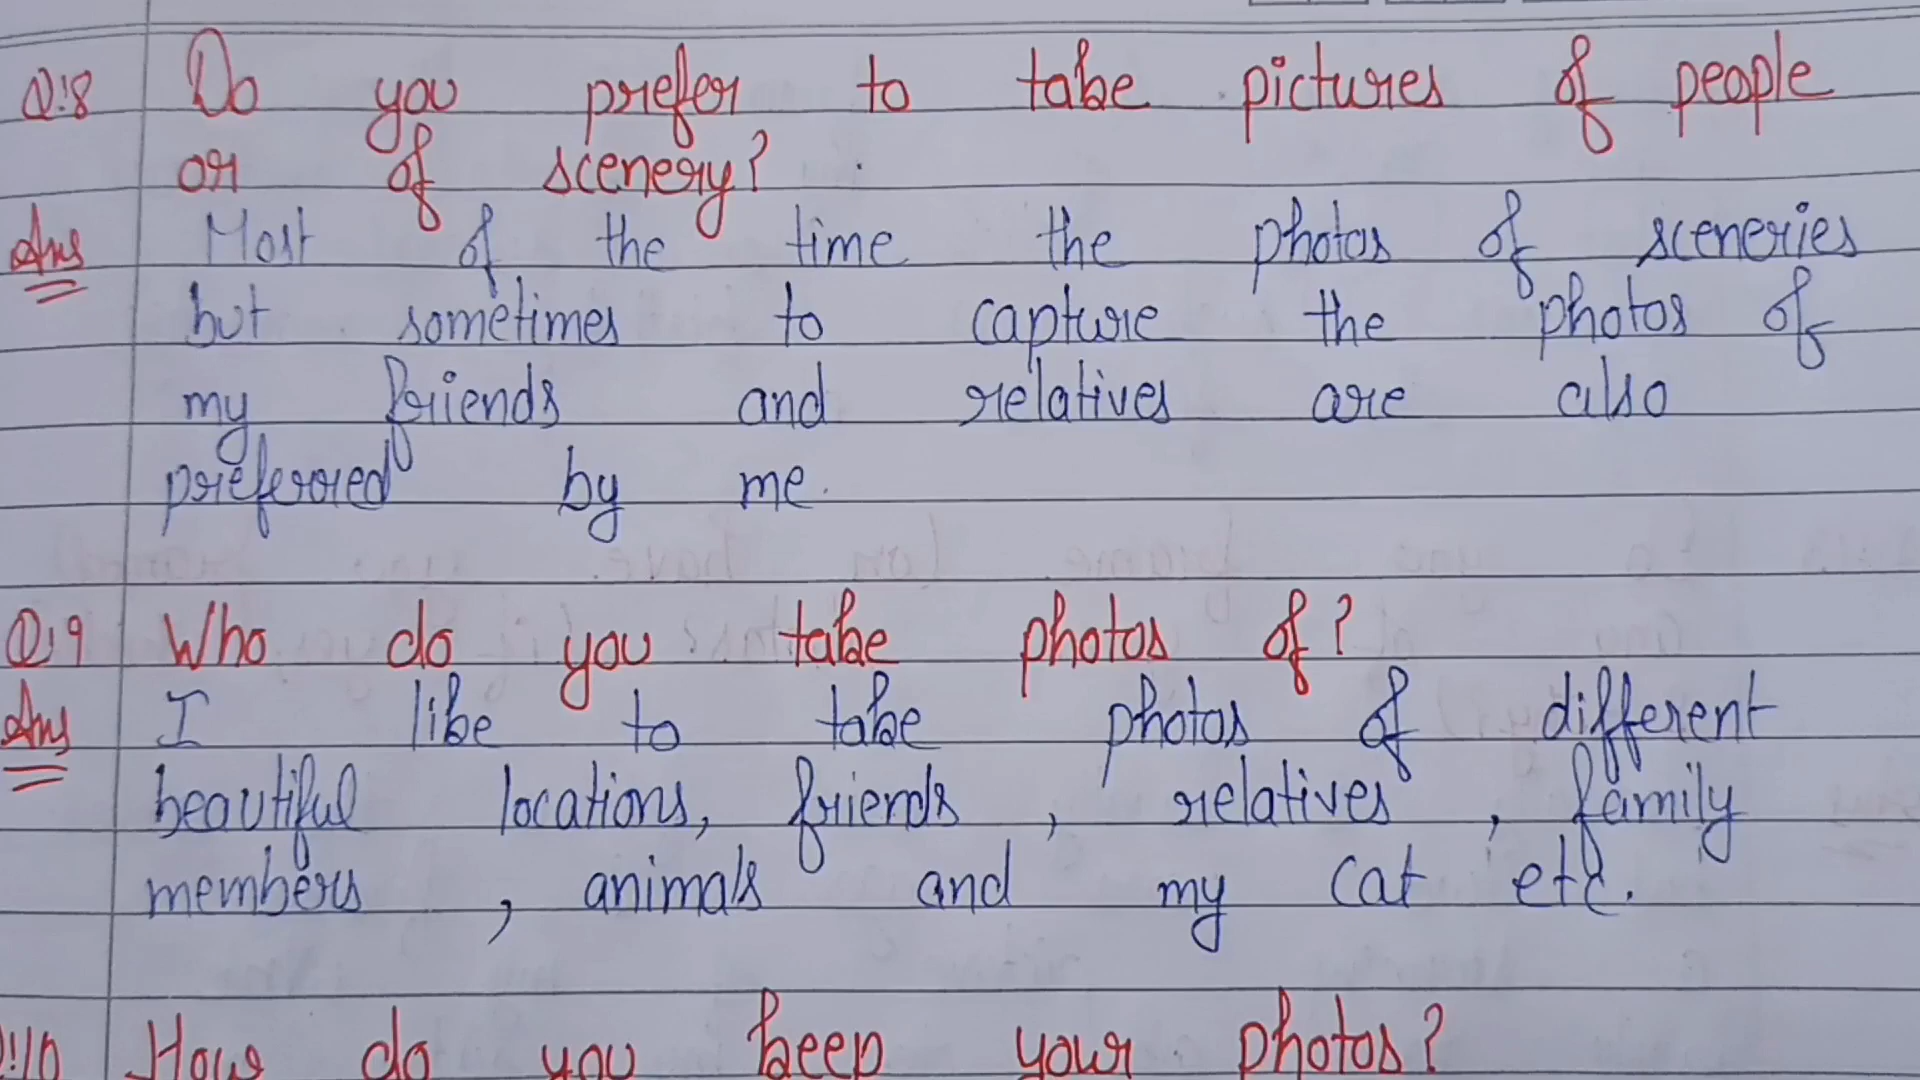 Q:8 Do you prefer to take pictures of people
or of scenery?
Ans Most of the time the photos of sceneries
but sometimes to capture the photos of
my friends and relatives are also
preferred by me.
Q:9 Who do you take photos of?
Ans I like to take photos of different
beautiful locations, friends, relatives, family
members, animals and my cat etc.
Q:10 How do you keep your photos?